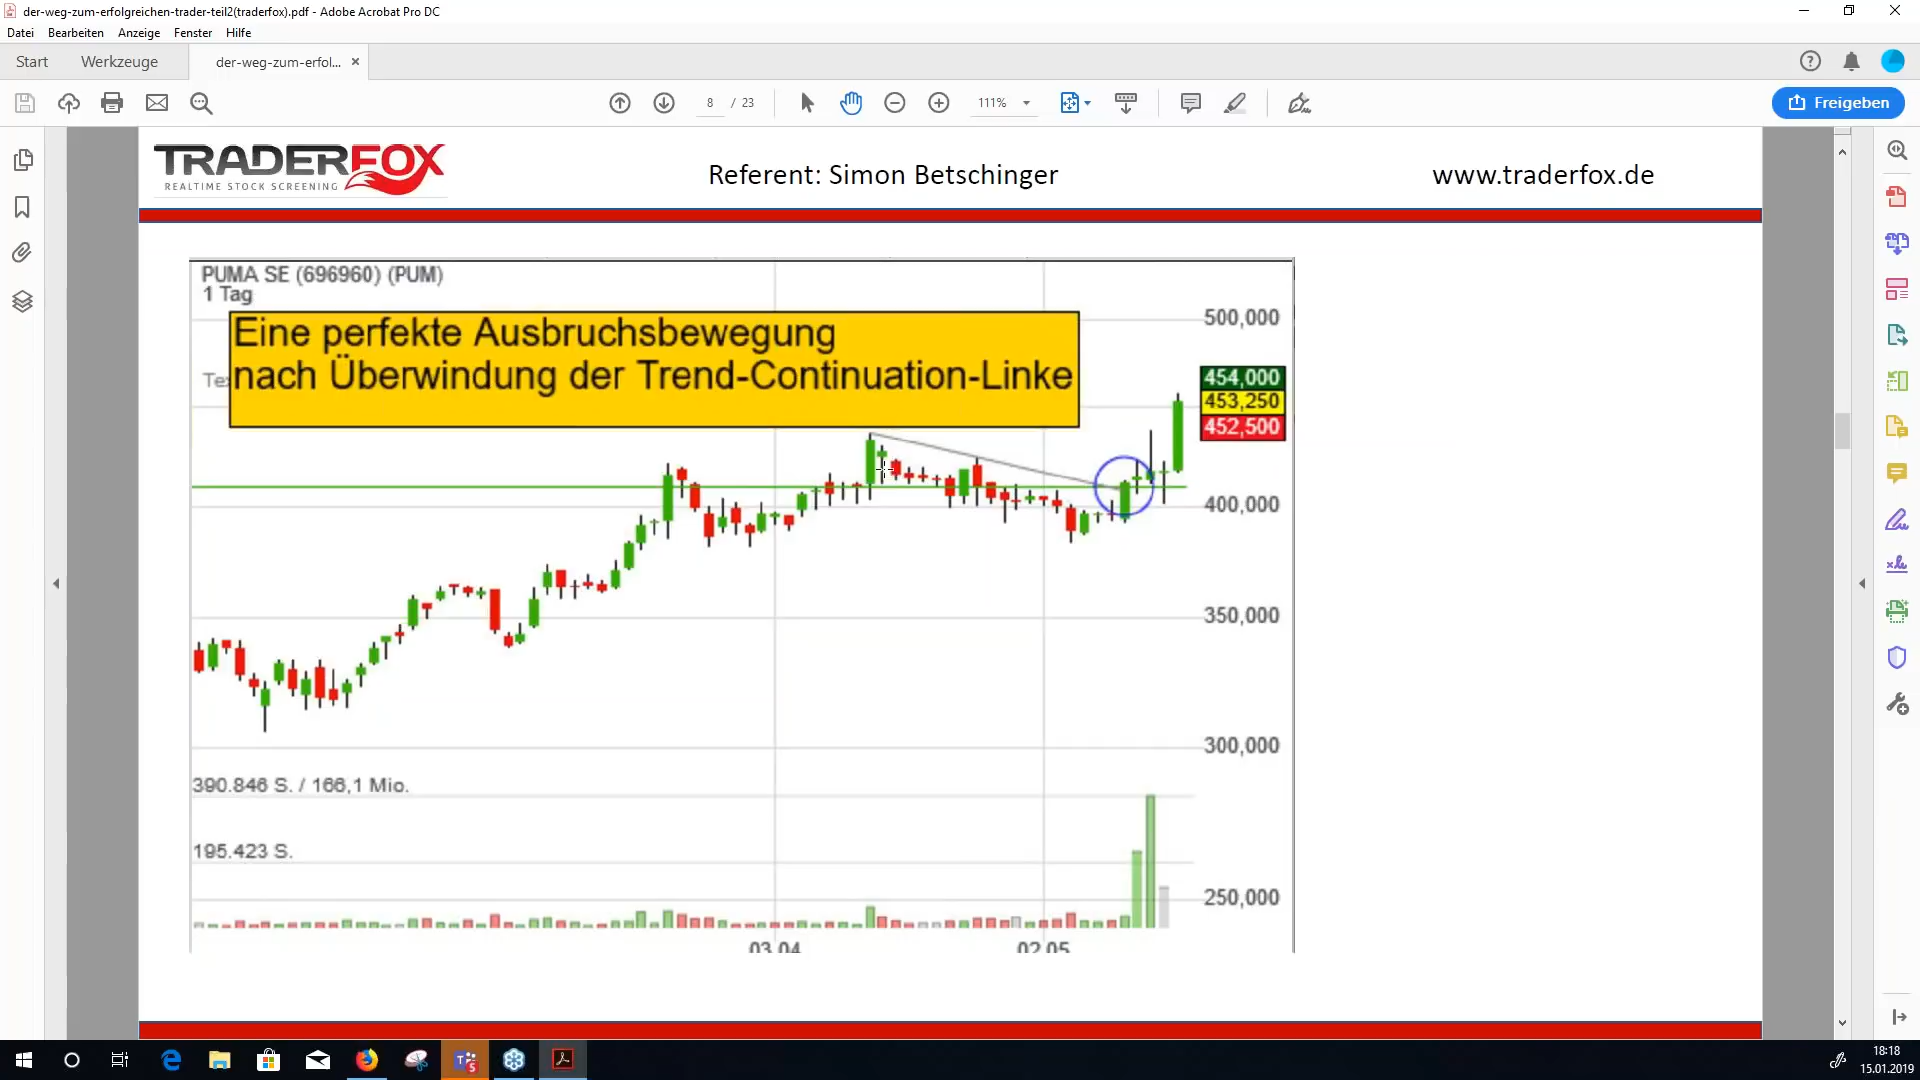 der-weg-zum-erfolgreichen-trader-teil2(traderfox).pdf - Adobe Acrobat Pro DC
Datei Bearbeiten Anzeige Fenster Hilfe
Start Werkzeuge der-weg-zum-erfol...
8 / 23 111% Freigeben
TRADERFOX
REALTIME STOCK SCREENING
Referent: Simon Betschinger
www.traderfox.de
PUMA SE (696960) (PUM)
1 Tag
Eine perfekte Ausbruchsbewegung
nach Überwindung der Trend-Continuation-Linke
500,000
454,000
453,250
452,500
400,000
350,000
300,000
390.846 S. / 166,1 Mio.
195.423 S.
250,000
03.04 02.05
18:18
15.01.2019